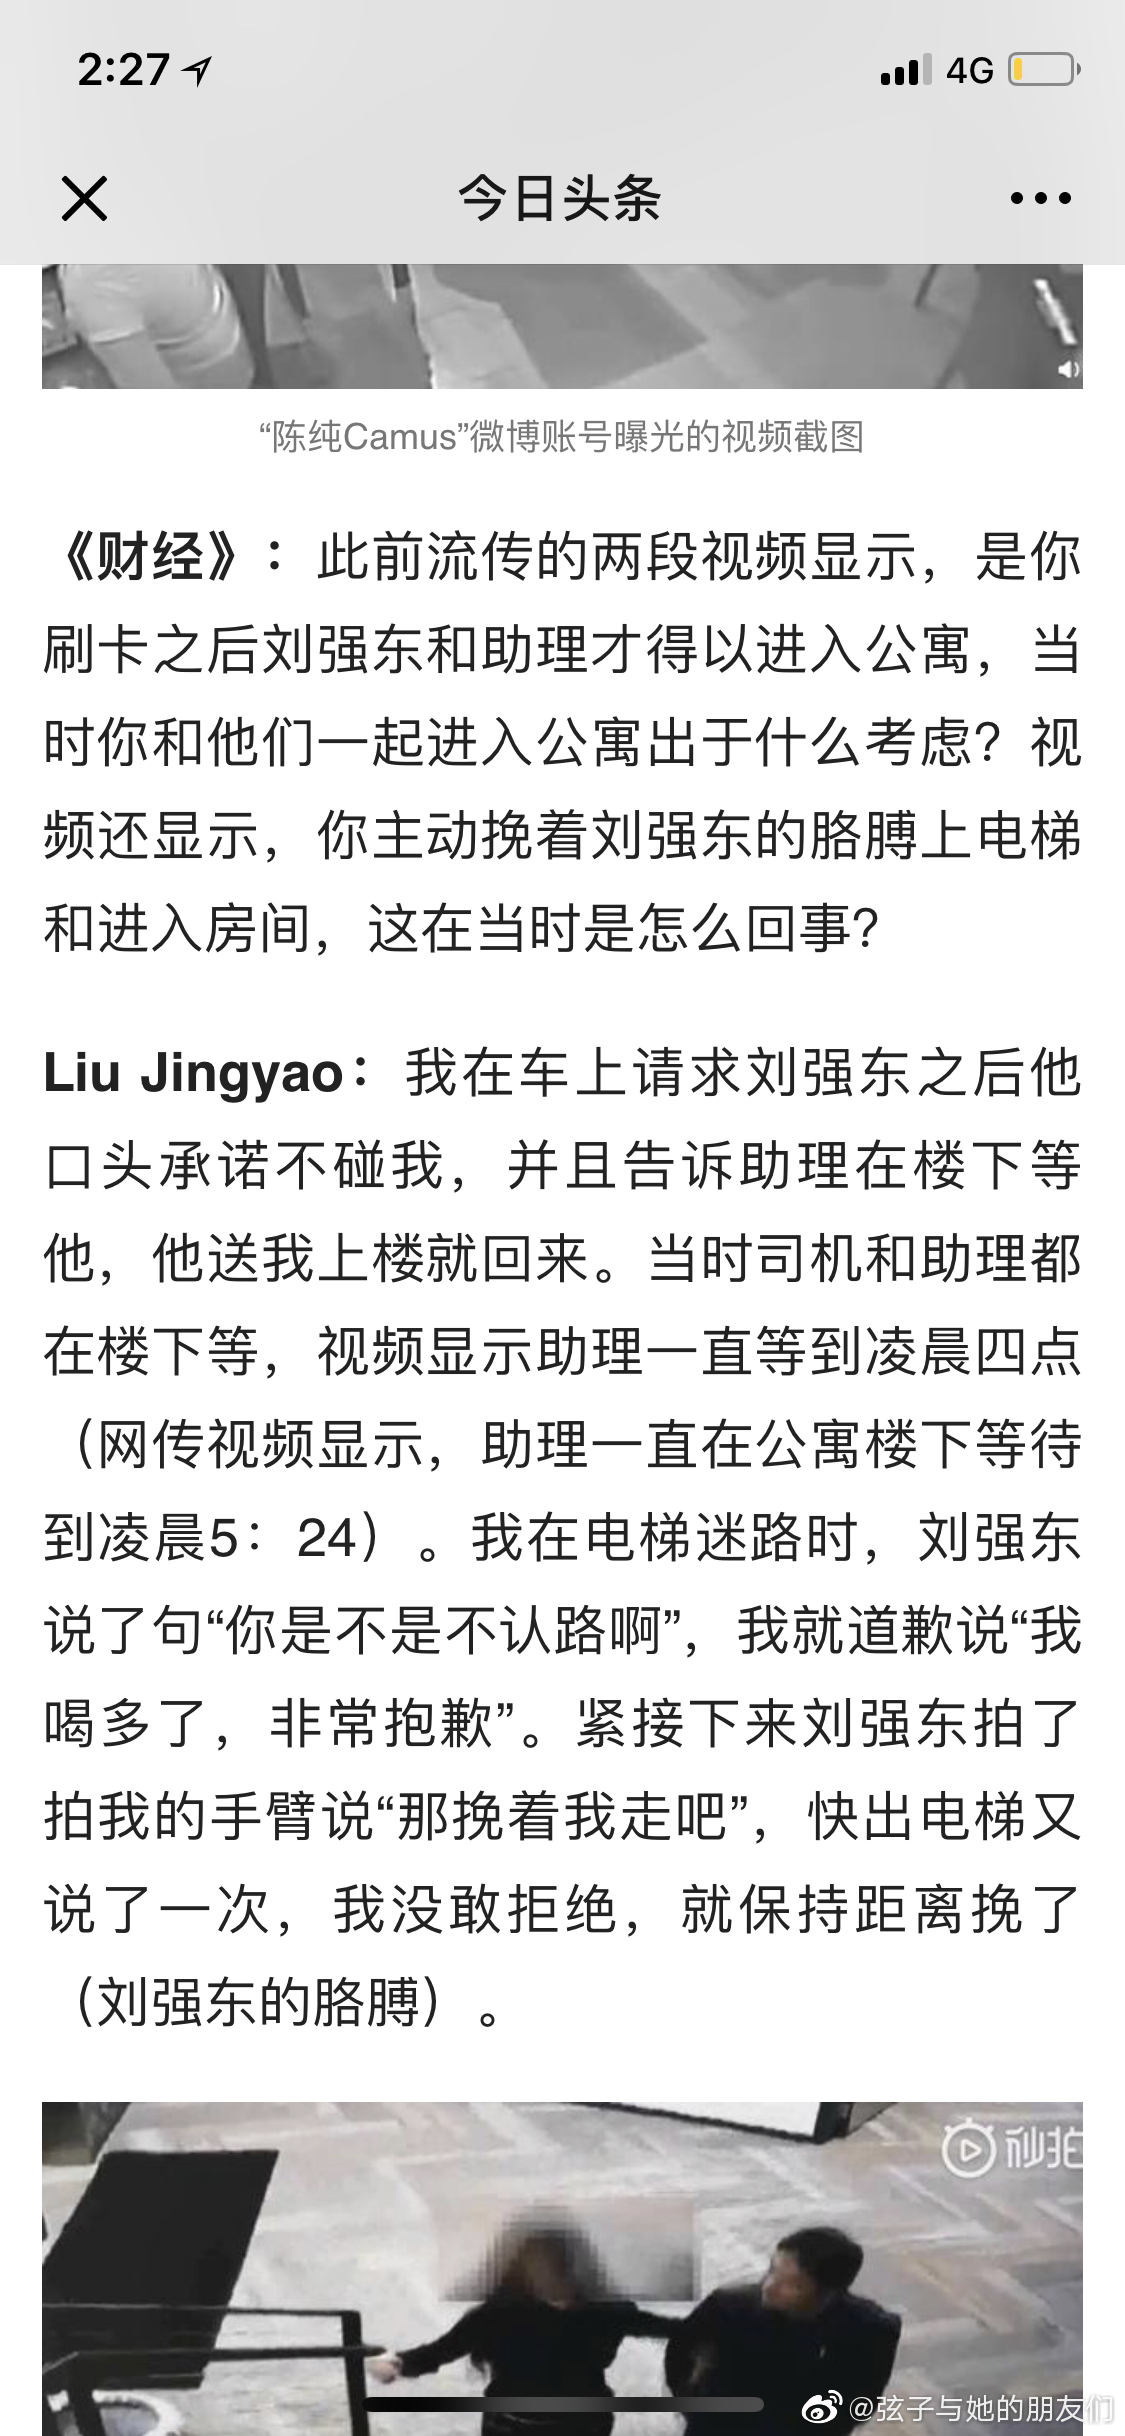 2:27
4G
今日头条
“陈纯Camus”微博账号曝光的视频截图
《财经》：此前流传的两段视频显示，是你
刷卡之后刘强东和助理才得以进入公寓，当
时你和他们一起进入公寓出于什么考虑？视
频还显示，你主动挽着刘强东的胳膊上电梯
和进入房间，这在当时是怎么回事？
Liu Jingyao：我在车上请求刘强东之后他
口头承诺不碰我，并且告诉助理在楼下等
他，他送我上楼就回来。当时司机和助理都
在楼下等，视频显示助理一直等到凌晨四点
（网传视频显示，助理一直在公寓楼下等待
到凌晨5：24）。我在电梯迷路时，刘强东
说了句“你是不是不认路啊”，我就道歉说“我
喝多了，非常抱歉”。紧接下来刘强东拍了
拍我的手臂说“那挽着我走吧”，快出电梯又
说了一次，我没敢拒绝，就保持距离挽了
（刘强东的胳膊）。
秒拍
@弦子与她的朋友们